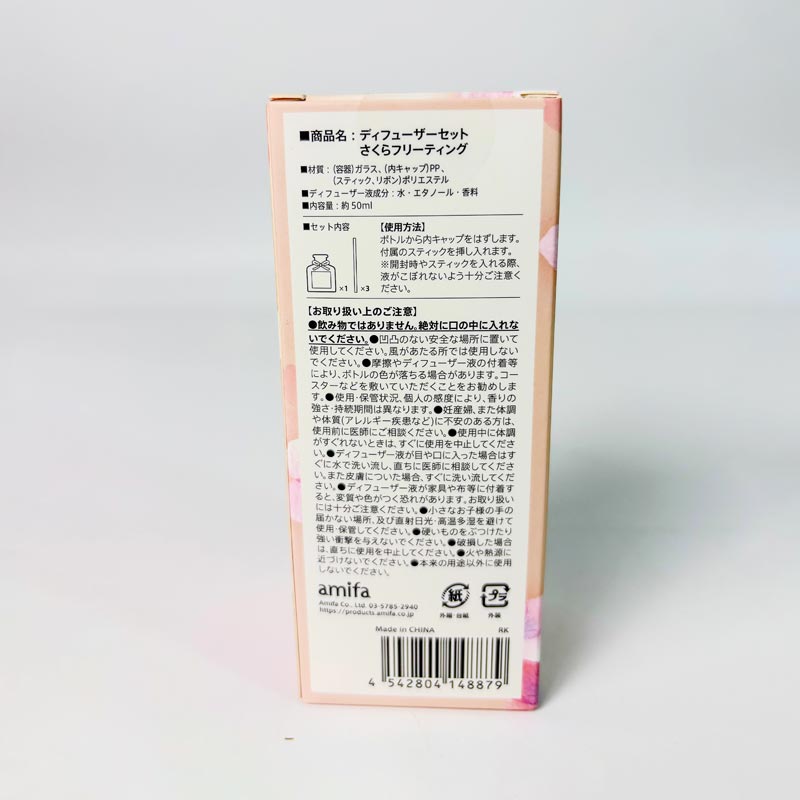 ■商品名：ディフューザーセット
さくらフリーティング
■材質：(容器)ガラス、(内キャップ)PP、
(スティック、リボン)ポリエステル
■ディフューザー液成分：水・エタノール・香料
■内容量：約 50ml
■セット内容
×1 ×3
【使用方法】
ボトルから内キャップをはずします。
付属のスティックを挿し入れます。
※開封時やスティックを入れる際、
液がこぼれないよう十分ご注意く
ださい。
【お取り扱い上のご注意】
●飲み物ではありません。絶対に口の中に入れな
いでください。●凹凸のない安全な場所に置いて
使用してください。風があたる所では使用しない
でください。●摩擦やディフューザー液の付着等
により、ボトルの色が落ちる場合があります。コー
スターなどを敷いていただくことをお勧めしま
す。●使用・保管状況、個人の感度により、香りの
強さ・持続期間は異なります。●妊産婦、また体調
や体質(アレルギー疾患など)に不安のある方は、
使用前に医師にご相談ください。●使用中に体調
がすぐれないときは、すぐに使用を中止してくださ
い。●ディフューザー液が目や口に入った場合はす
ぐに水で洗い流し、直ちに医師に相談してくださ
い。また皮膚についた場合、すぐに洗い流してくだ
さい。●ディフューザー液が家具や布等に付着す
ると、変質や色がつく恐れがあります。お取り扱い
には十分ご注意ください。●小さなお子様の手の
届かない場所、及び直射日光・高温多湿を避けて
使用・保管してください。●硬いものをぶつけたり
強い衝撃を与えないでください。●破損した場合
は、直ちに使用を中止してください。●火や熱源に
近づけないでください。●本来の用途以外に使用
しないでください。
amifa
Amifa Co., Ltd. 03-5785-2940
https://products.amifa.co.jp
紙
外箱・台紙
プラ
外装
Made in CHINA RK
4 542804 148879